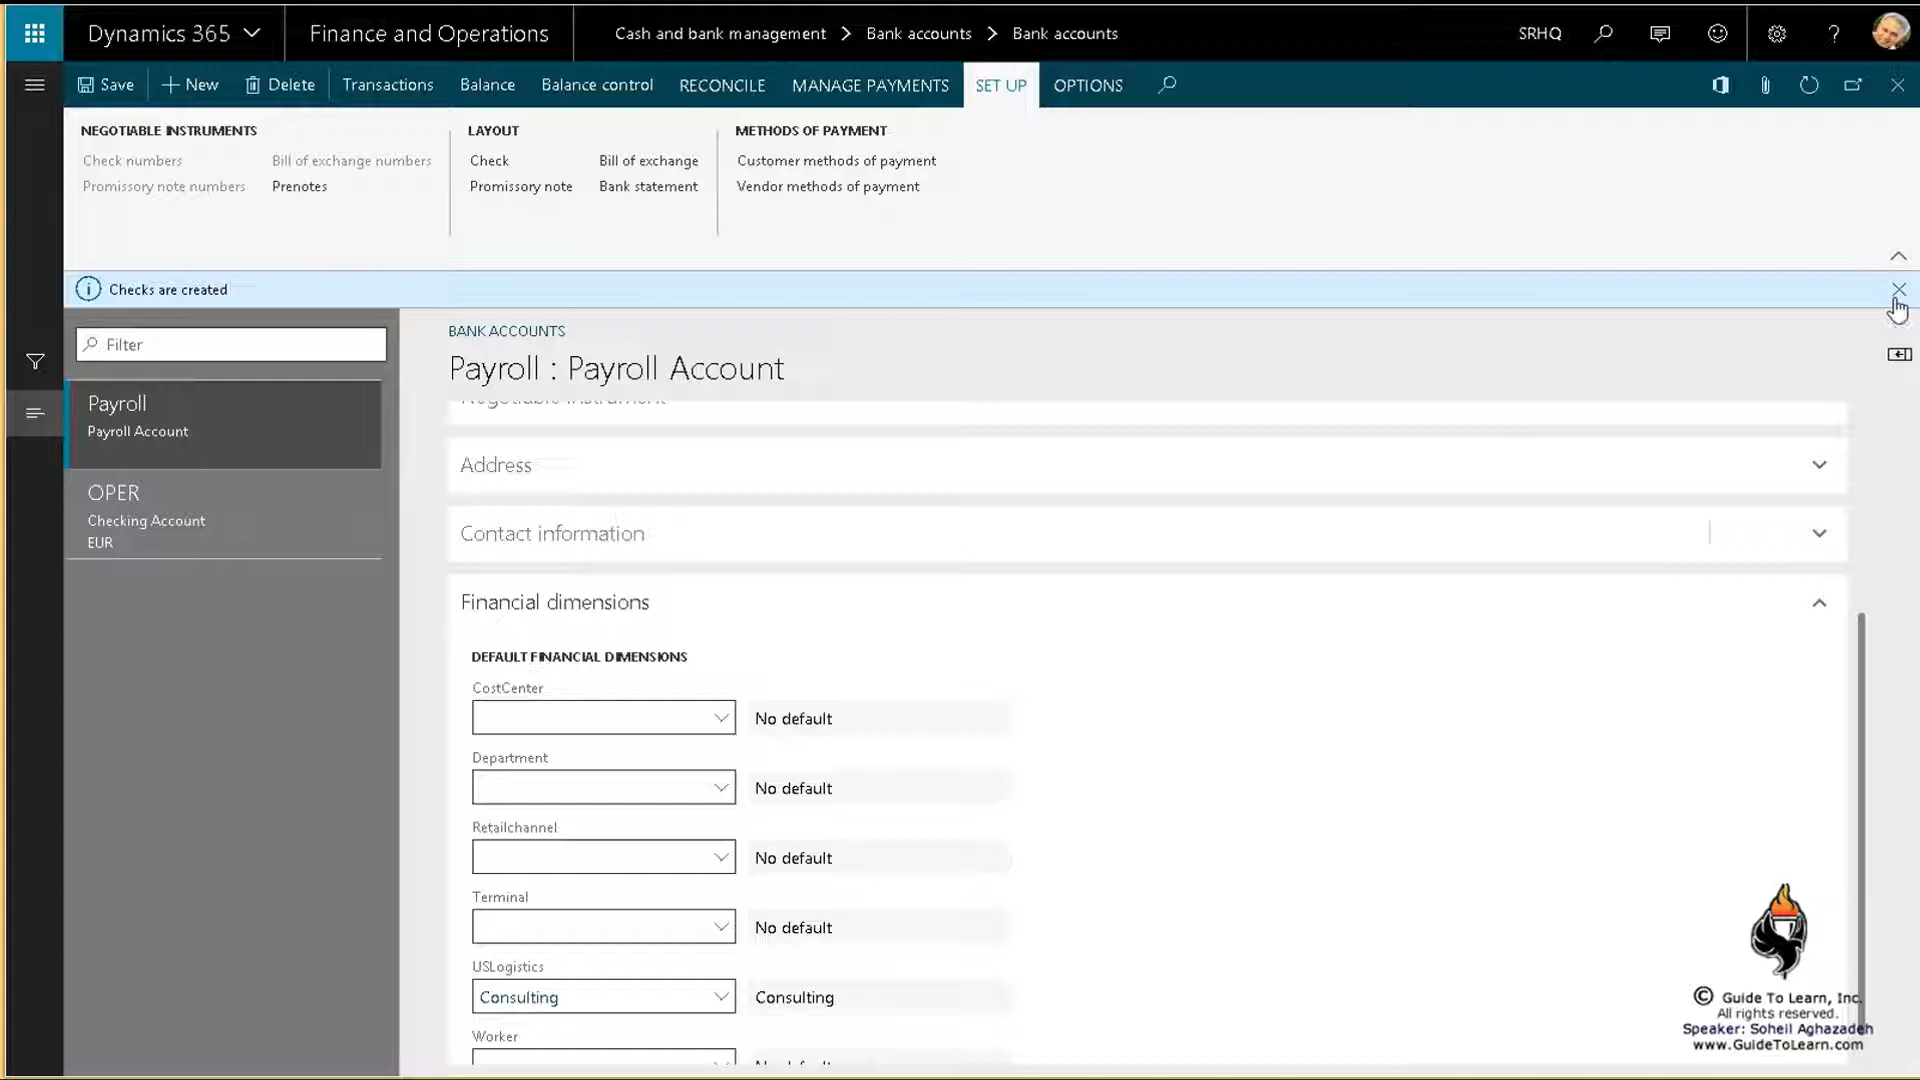 Dynamics 365
Finance and Operations
Cash and bank management > Bank accounts > Bank accounts
SRHQ
?
Save
+ New
Delete
Transactions
Balance
Balance control
RECONCILE
MANAGE PAYMENTS
SET UP
OPTIONS
NEGOTIABLE INSTRUMENTS
Check numbers
Bill of exchange numbers
Promissory note numbers
Prenotes
LAYOUT
Check
Bill of exchange
Promissory note
Bank statement
METHODS OF PAYMENT
Customer methods of payment
Vendor methods of payment
Checks are created
Filter
Payroll
Payroll Account
OPER
Checking Account
EUR
BANK ACCOUNTS
Payroll : Payroll Account
Negotiable instrument
Address
Contact information
Financial dimensions
DEFAULT FINANCIAL DIMENSIONS
CostCenter
No default
Department
No default
Retailchannel
No default
Terminal
No default
USLogistics
Consulting
Consulting
Worker
© Guide To Learn, Inc.
All rights reserved.
Speaker: Soheil Aghazadeh
www.GuideToLearn.com